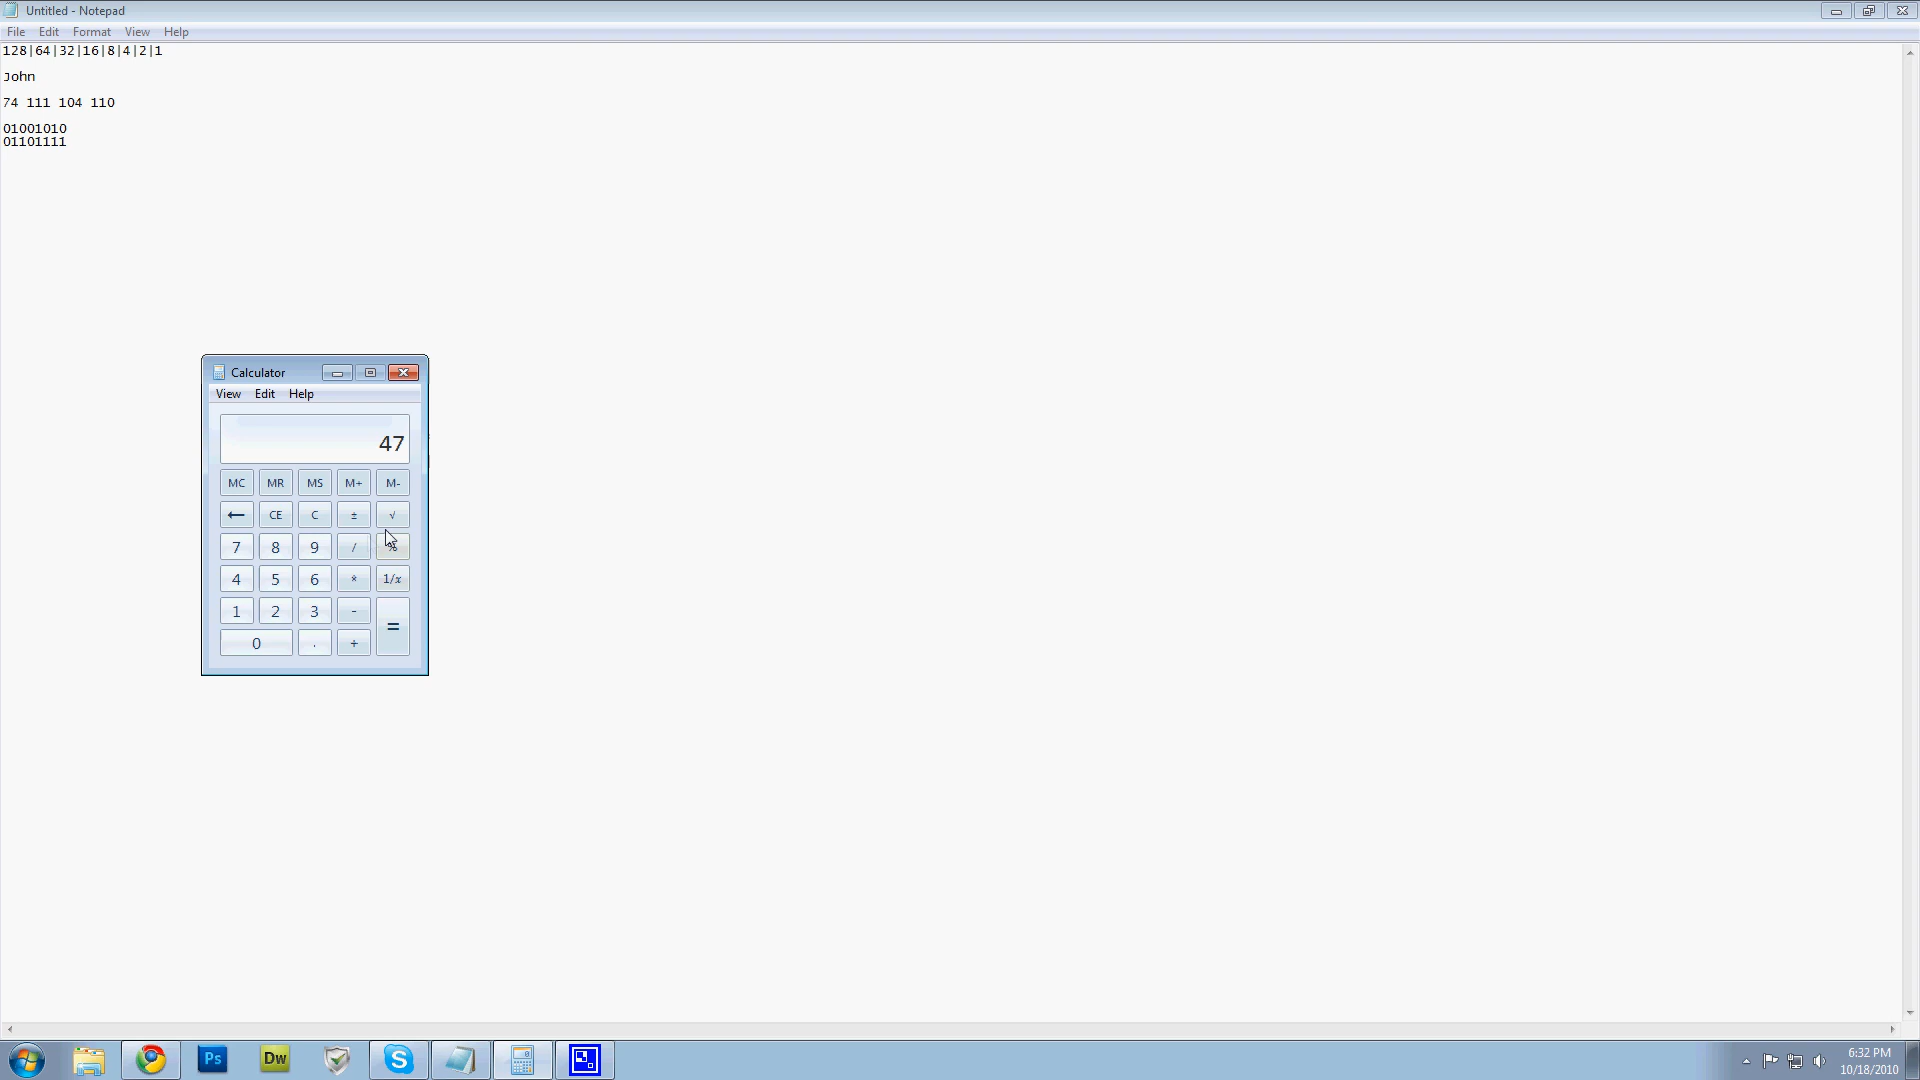 Untitled - Notepad
File Edit Format View Help
128|64|32|16|8|4|2|1
John
74 111 104 110
01001010
01101111
Calculator
View Edit Help
47
MC MR MS M+ M-
← CE C ± √
7 8 9 / %
4 5 6 * 1/x
1 2 3 - =
0 . +
Ps Dw S
6:32 PM
10/18/2010